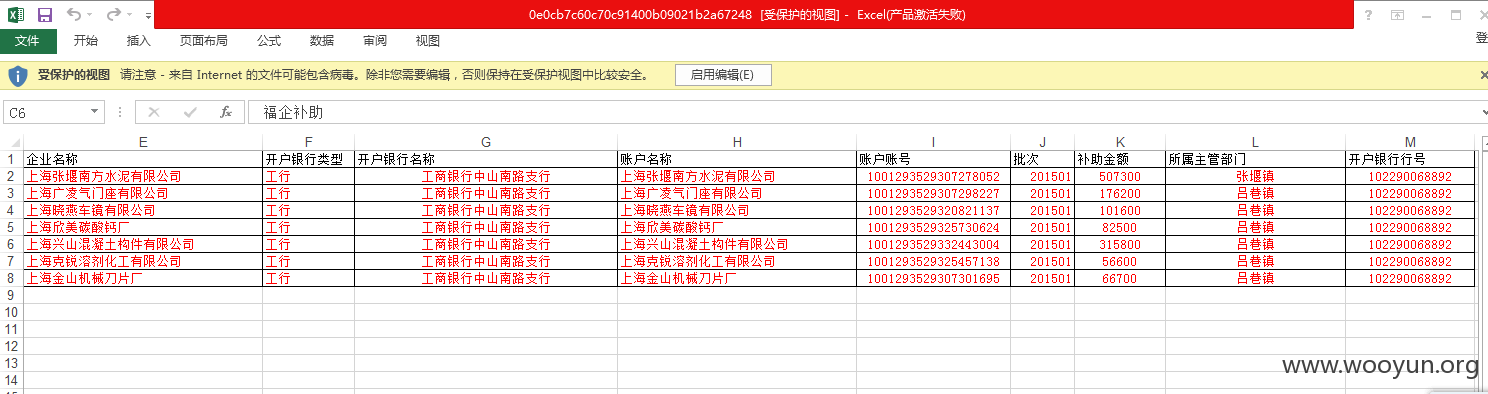 0e0cb7c60c70c91400b09021b2a67248 [受保护的视图] - Excel(产品激活失败)
文件 开始 插入 页面布局 公式 数据 审阅 视图 登
受保护的视图 请注意 - 来自 Internet 的文件可能包含病毒。除非您需要编辑，否则保持在受保护视图中比较安全。 启用编辑(E)
C6 fx 福企补助
E F G H I J K L M
1 企业名称 开户银行类型 开户银行名称 账户名称 账户账号 批次 补助金额 所属主管部门 开户银行行号
2 上海张堰南方水泥有限公司 工行 工商银行中山南路支行 上海张堰南方水泥有限公司 1001293529307278052 201501 507300 张堰镇 102290068892
3 上海广凌气门座有限公司 工行 工商银行中山南路支行 上海广凌气门座有限公司 1001293529307298227 201501 176200 吕巷镇 102290068892
4 上海晓燕车镜有限公司 工行 工商银行中山南路支行 上海晓燕车镜有限公司 1001293529320821137 201501 101600 吕巷镇 102290068892
5 上海欣美碳酸钙厂 工行 工商银行中山南路支行 上海欣美碳酸钙厂 1001293529325730624 201501 82500 吕巷镇 102290068892
6 上海兴山混凝土构件有限公司 工行 工商银行中山南路支行 上海兴山混凝土构件有限公司 1001293529332443004 201501 315800 吕巷镇 102290068892
7 上海克锐溶剂化工有限公司 工行 工商银行中山南路支行 上海克锐溶剂化工有限公司 1001293529325457138 201501 56600 吕巷镇 102290068892
8 上海金山机械刀片厂 工行 工商银行中山南路支行 上海金山机械刀片厂 1001293529307301695 201501 66700 吕巷镇 102290068892
9
10
11
12
13
www.wooyun.org
14